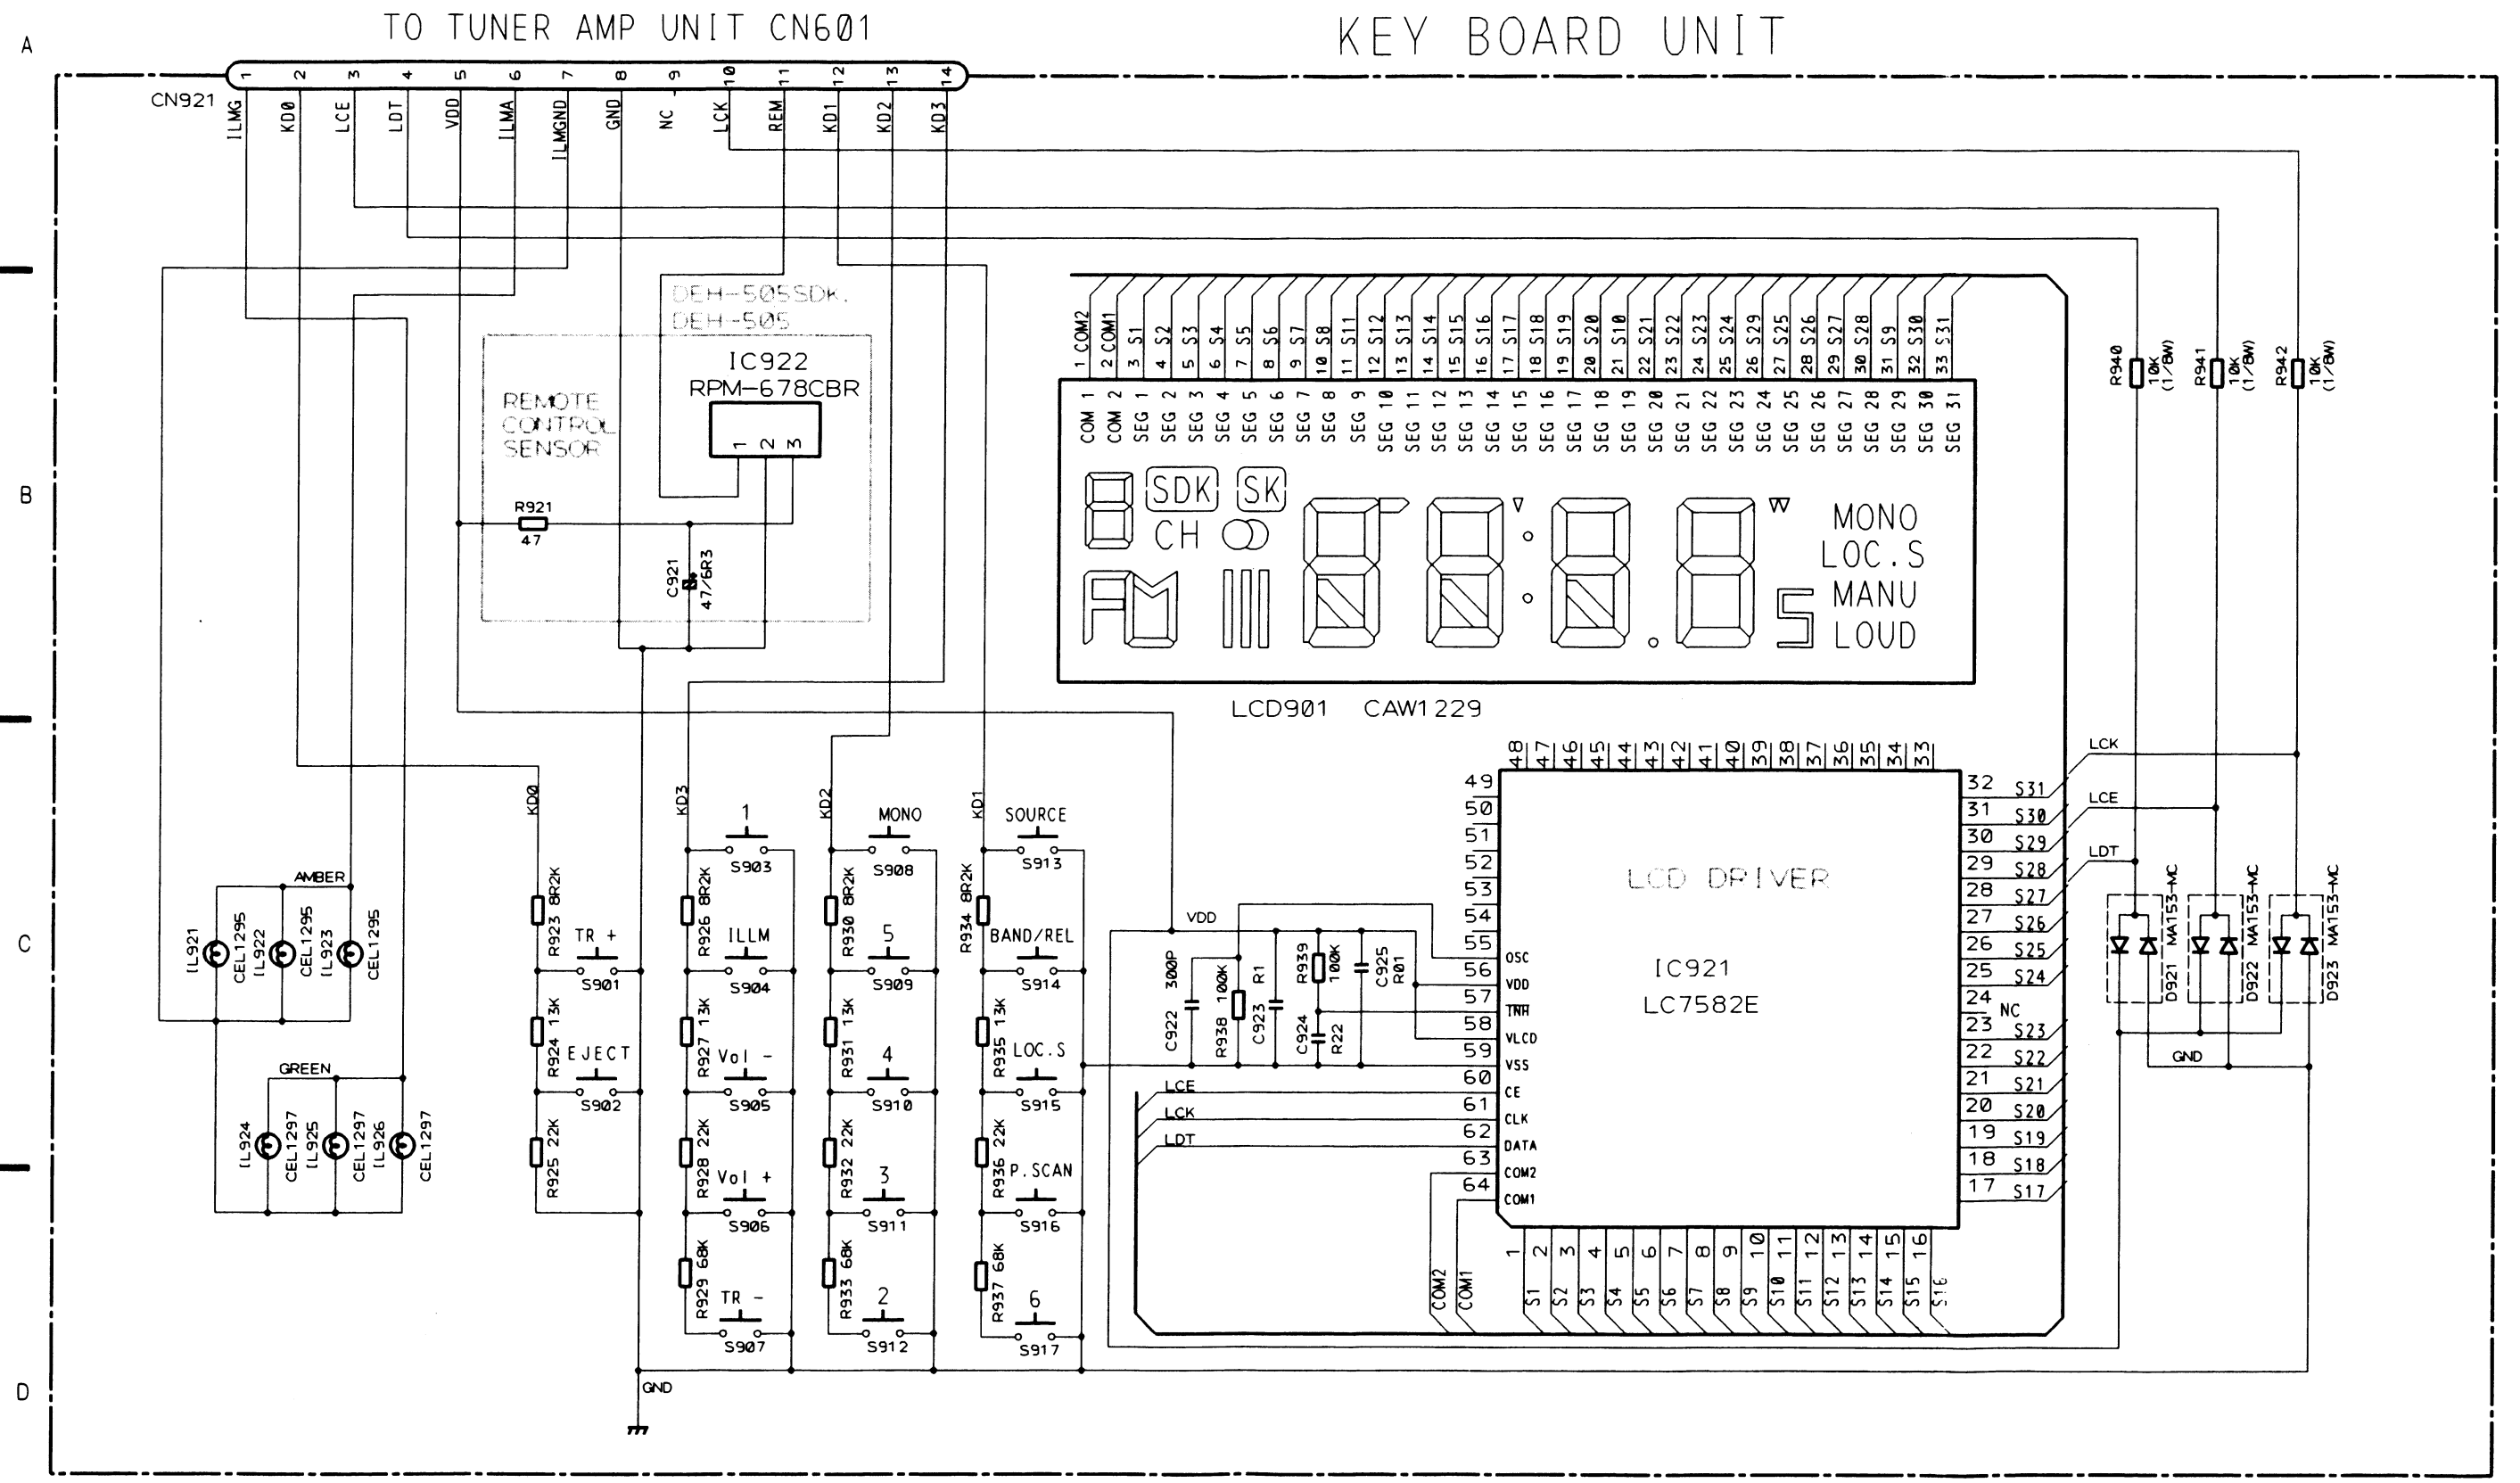 TO TUNER AMP UNIT CN601
KEY BOARD UNIT
A
B
C
D
CN921
1 2 3 4 5 6 7 8 9 10 11 12 13 14
ILMG
KD0
LCE
LDT
VDD
ILMA
ILMGND
GND
NC
LCK
REM
KD1
KD2
KD3
DEH-505SDK.
DEH-505
IC922
RPM-678CBR
1 2 3
REMOTE
CONTROL
SENSOR
R921
47
C921
47/6R3
1 COM2
2 COM1
3 S1
4 S2
5 S3
6 S4
7 S5
8 S6
9 S7
10 S8
11 S11
12 S12
13 S13
14 S14
15 S15
16 S16
17 S17
18 S18
19 S19
20 S20
21 S10
22 S21
23 S22
24 S23
25 S24
26 S29
27 S25
28 S26
29 S27
30 S28
31 S9
32 S30
33 S31
COM 1
COM 2
SEG 1
SEG 2
SEG 3
SEG 4
SEG 5
SEG 6
SEG 7
SEG 8
SEG 9
SEG 10
SEG 11
SEG 12
SEG 13
SEG 14
SEG 15
SEG 16
SEG 17
SEG 18
SEG 19
SEG 20
SEG 21
SEG 22
SEG 23
SEG 24
SEG 25
SEG 26
SEG 27
SEG 28
SEG 29
SEG 30
SEG 31
SDK SK
CH
MONO
LOC.S
MANU
LOUD
LCD901 CAW1229
R940
10K
(1/8W)
R941
10K
(1/8W)
R942
10K
(1/8W)
LCK
LCE
LDT
D921 MA153-MC
D922 MA153-MC
D923 MA153-MC
GND
AMBER
IL921
CEL1295
IL922
CEL1295
IL923
CEL1295
GREEN
IL924
CEL1297
IL925
CEL1297
IL926
CEL1297
KD0
R923 8R2K
TR +
S901
R924 13K
EJECT
S902
R925 22K
KD3
1
S903
R926 8R2K
ILLM
S904
R927 13K
Vol -
S905
R928 22K
Vol +
S906
R929 68K
TR -
S907
KD2
MONO
S908
R930 8R2K
5
S909
R931 13K
4
S910
R932 22K
3
S911
R933 68K
2
S912
KD1
SOURCE
S913
R934 8R2K
BAND/REL
S914
R935 13K
LOC.S
S915
R936 22K
P.SCAN
S916
R937 68K
6
S917
GND
VDD
C922 300P
R938 100K
C923 R1
R939
100K
C924
R22
C925
R01
LCE
LCK
LDT
COM2
COM1
48 47 46 45 44 43 42 41 40 39 38 37 36 35 34 33
49
50
51
52
53
54
55 OSC
56 VDD
57 INH
58 VLCD
59 VSS
60 CE
61 CLK
62 DATA
63 COM2
64 COM1
LCD DRIVER
IC921
LC7582E
32 S31
31 S30
30 S29
29 S28
28 S27
27 S26
26 S25
25 S24
24 NC
23 S23
22 S22
21 S21
20 S20
19 S19
18 S18
17 S17
1 2 3 4 5 6 7 8 9 10 11 12 13 14 15 16
S1 S2 S3 S4 S5 S6 S7 S8 S9 S10 S11 S12 S13 S14 S15 S16